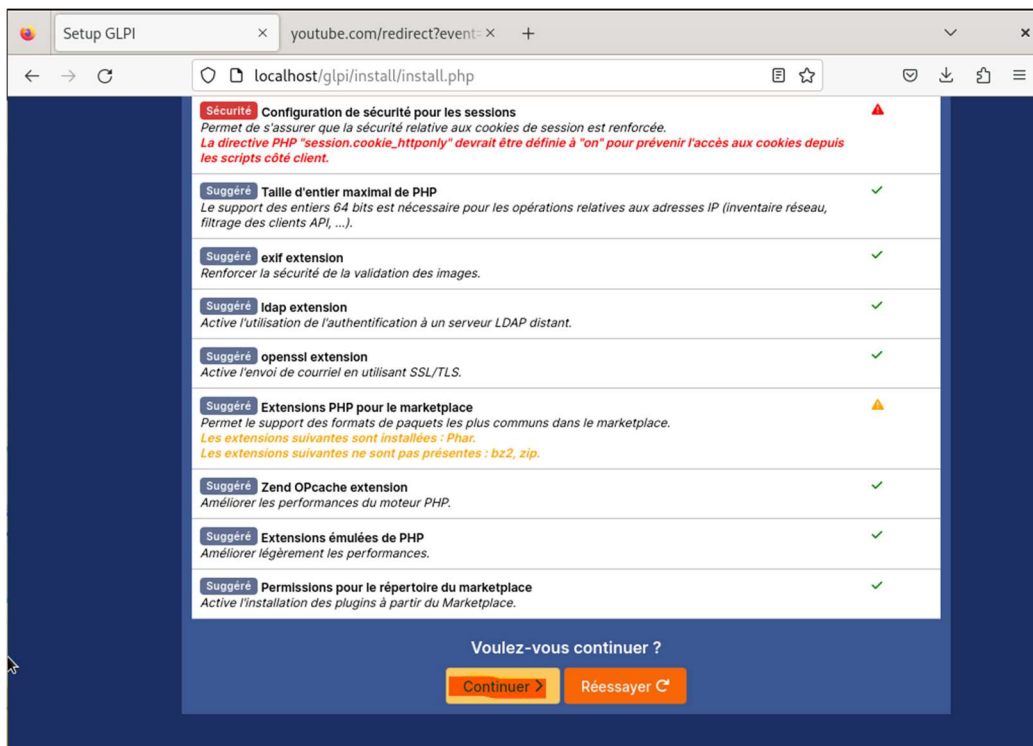 Setup GLPI
youtube.com/redirect?event=
localhost/glpi/install/install.php
Sécurité Configuration de sécurité pour les sessions
Permet de s'assurer que la sécurité relative aux cookies de session est renforcée.
La directive PHP "session.cookie_httponly" devrait être définie à "on" pour prévenir l'accès aux cookies depuis
les scripts côté client.
Suggéré Taille d'entier maximal de PHP
Le support des entiers 64 bits est nécessaire pour les opérations relatives aux adresses IP (inventaire réseau,
filtrage des clients API, ...).
Suggéré exif extension
Renforcer la sécurité de la validation des images.
Suggéré ldap extension
Active l'utilisation de l'authentification à un serveur LDAP distant.
Suggéré openssl extension
Active l'envoi de courriel en utilisant SSL/TLS.
Suggéré Extensions PHP pour le marketplace
Permet le support des formats de paquets les plus communs dans le marketplace.
Les extensions suivantes sont installées : Phar.
Les extensions suivantes ne sont pas présentes : bz2, zip.
Suggéré Zend OPcache extension
Améliorer les performances du moteur PHP.
Suggéré Extensions émulées de PHP
Améliorer légèrement les performances.
Suggéré Permissions pour le répertoire du marketplace
Active l'installation des plugins à partir du Marketplace.
Voulez-vous continuer ?
Continuer
Réessayer